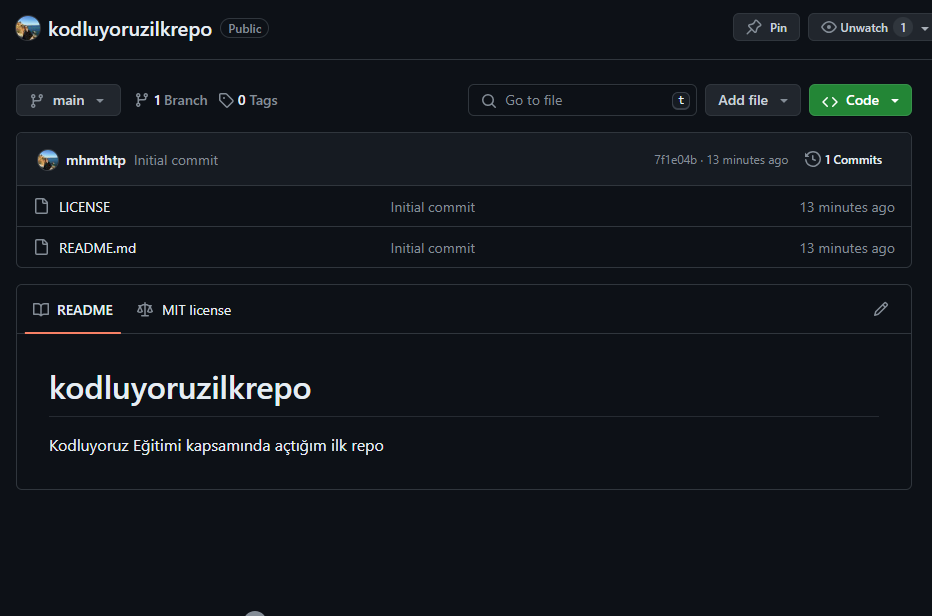 kodluyoruzilkrepo Public Pin Unwatch 1
main 1 Branch 0 Tags Go to file t Add file Code
mhmthtp Initial commit 7f1e04b · 13 minutes ago 1 Commits
LICENSE Initial commit 13 minutes ago
README.md Initial commit 13 minutes ago
README MIT license
kodluyoruzilkrepo
Kodluyoruz Eğitimi kapsamında açtığım ilk repo